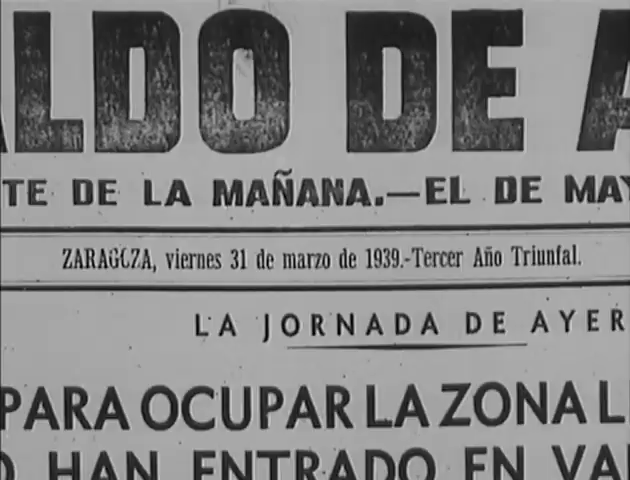 ALDO DE A
TE DE LA MAÑANA.—EL DE MAY
ZARAGOZA, viernes 31 de marzo de 1939.-Tercer Año Triunfal.
LA JORNADA DE AYER
PARA OCUPAR LA ZONA L
O HAN ENTRADO EN VAL